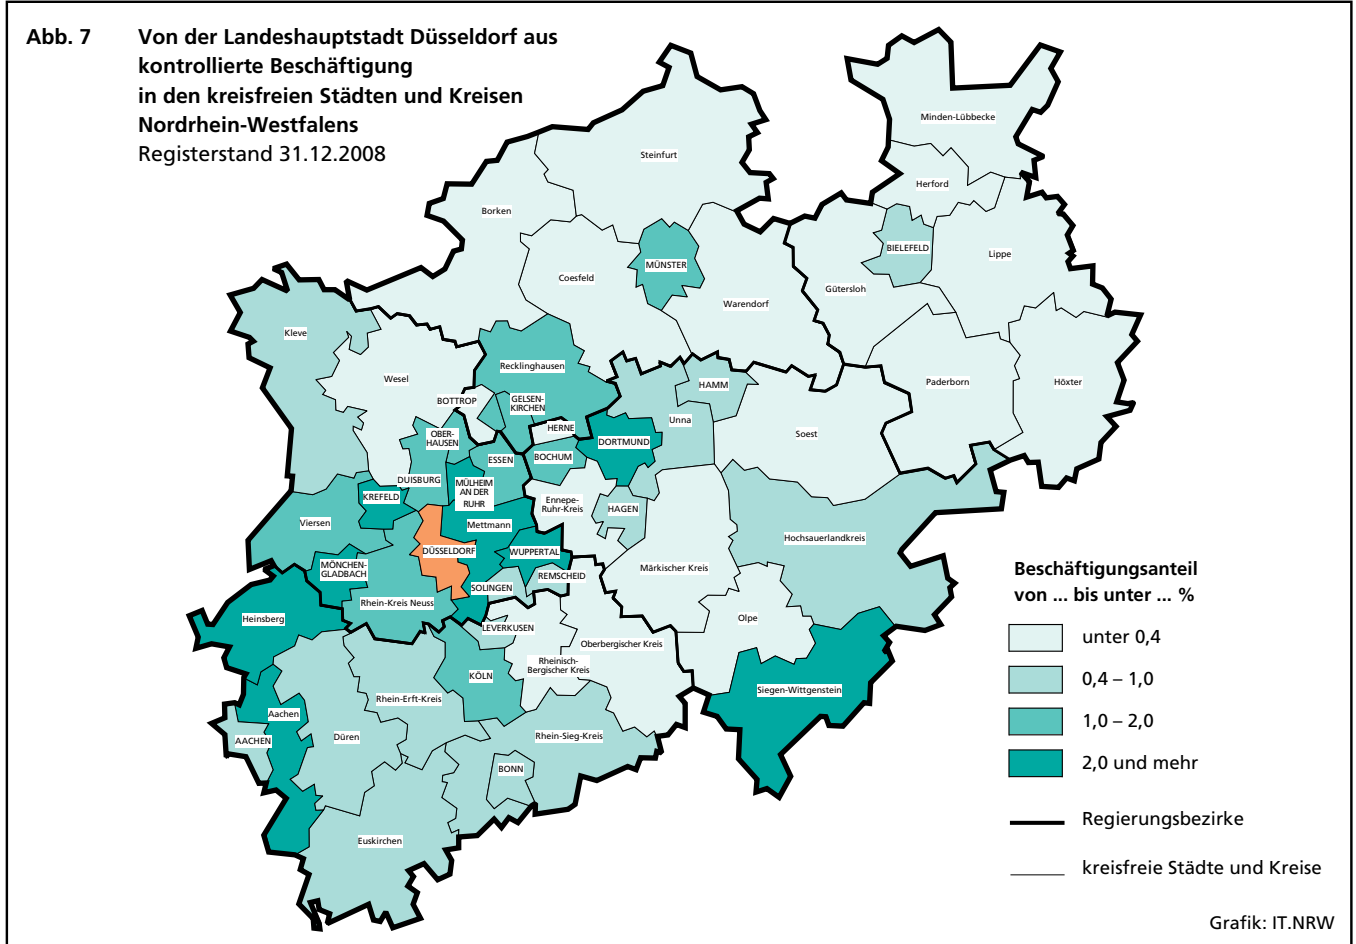 Abb. 7 Von der Landeshauptstadt Düsseldorf aus
kontrollierte Beschäftigung
in den kreisfreien Städten und Kreisen
Nordrhein-Westfalens
Registerstand 31.12.2008
Minden-Lübbecke
Steinfurt
Herford
Borken
BIELEFELD
Lippe
MÜNSTER
Coesfeld
Gütersloh
Warendorf
Kleve
Recklinghausen
Wesel
Paderborn
Höxter
HAMM
BOTTROP
GELSEN-
KIRCHEN
Unna
HERNE
Soest
OBER-
HAUSEN
DORTMUND
ESSEN
BOCHUM
DUISBURG
MÜLHEIM
AN DER
RUHR
KREFELD
Ennepe-
Ruhr-Kreis
HAGEN
Viersen
Mettmann
Hochsauerlandkreis
DÜSSELDORF
WUPPERTAL
MÖNCHEN-
GLADBACH
Märkischer Kreis
REMSCHEID
SOLINGEN
Rhein-Kreis Neuss
Heinsberg
Olpe
LEVERKUSEN
Oberbergischer Kreis
Rheinisch-
Bergischer Kreis
KÖLN
Siegen-Wittgenstein
Rhein-Erft-Kreis
Aachen
AACHEN
Düren
Rhein-Sieg-Kreis
BONN
Euskirchen
Beschäftigungsanteil
von ... bis unter ... %
unter 0,4
0,4 – 1,0
1,0 – 2,0
2,0 und mehr
Regierungsbezirke
kreisfreie Städte und Kreise
Grafik: IT.NRW